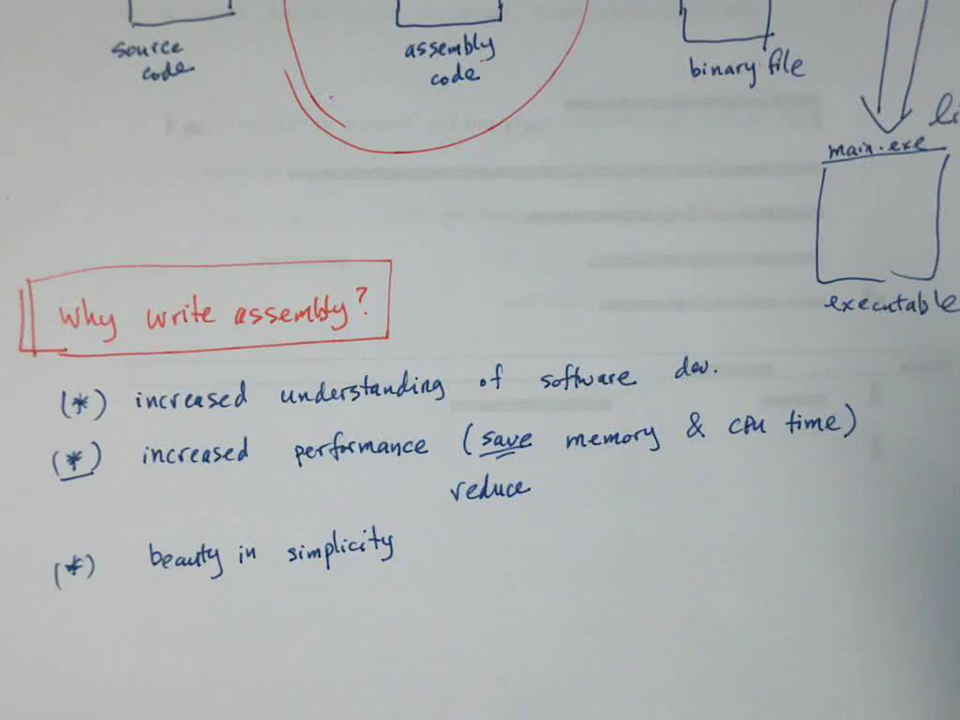 source
code
assembly
code
binary file
main.exe
executable
Why write assembly?
(*) increased understanding of software dev.
(*) increased performance (save memory & CPU time)
reduce
(*) beauty in simplicity